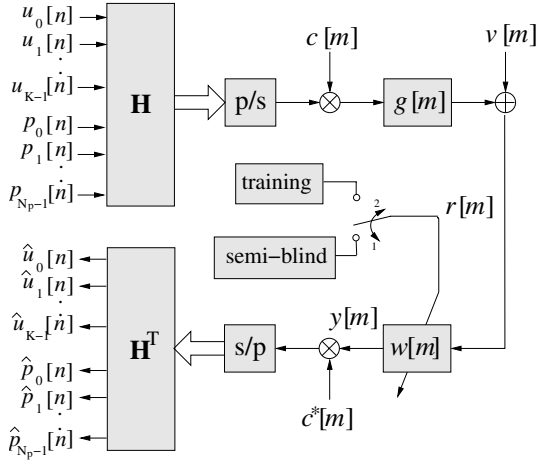 u_0[n]
u_1[n]
u_{K-1}[n]
p_0[n]
p_1[n]
p_{N_p-1}[n]
H
p/s
c[m]
g[m]
v[m]
training
semi-blind
2
1
r[m]
û_0[n]
û_1[n]
û_{K-1}[n]
p̂_0[n]
p̂_1[n]
p̂_{N_p-1}[n]
H^T
s/p
y[m]
c*[m]
w[m]